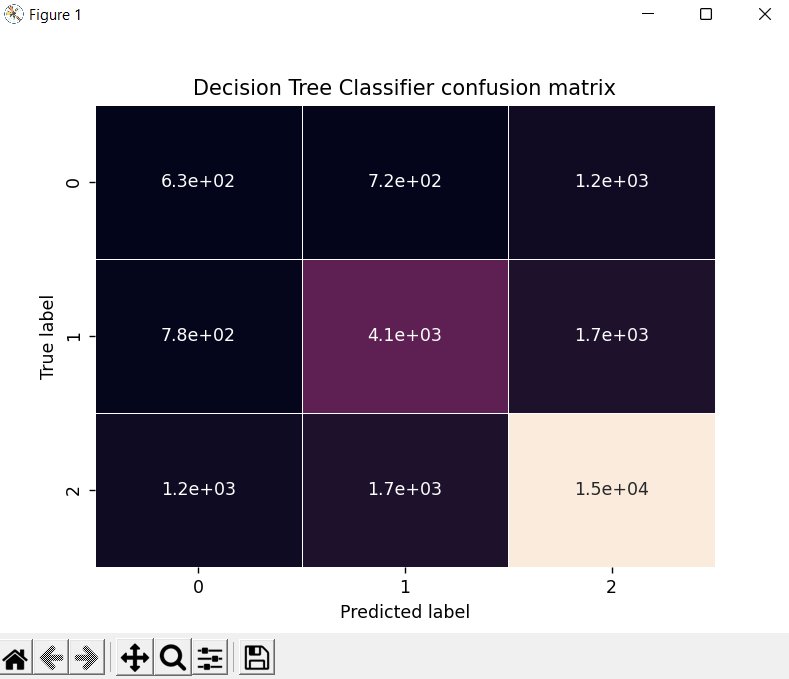 Figure 1
Decision Tree Classifier confusion matrix
0 6.3e+02 7.2e+02 1.2e+03
True label
1 7.8e+02 4.1e+03 1.7e+03
2 1.2e+03 1.7e+03 1.5e+04
0 1 2
Predicted label